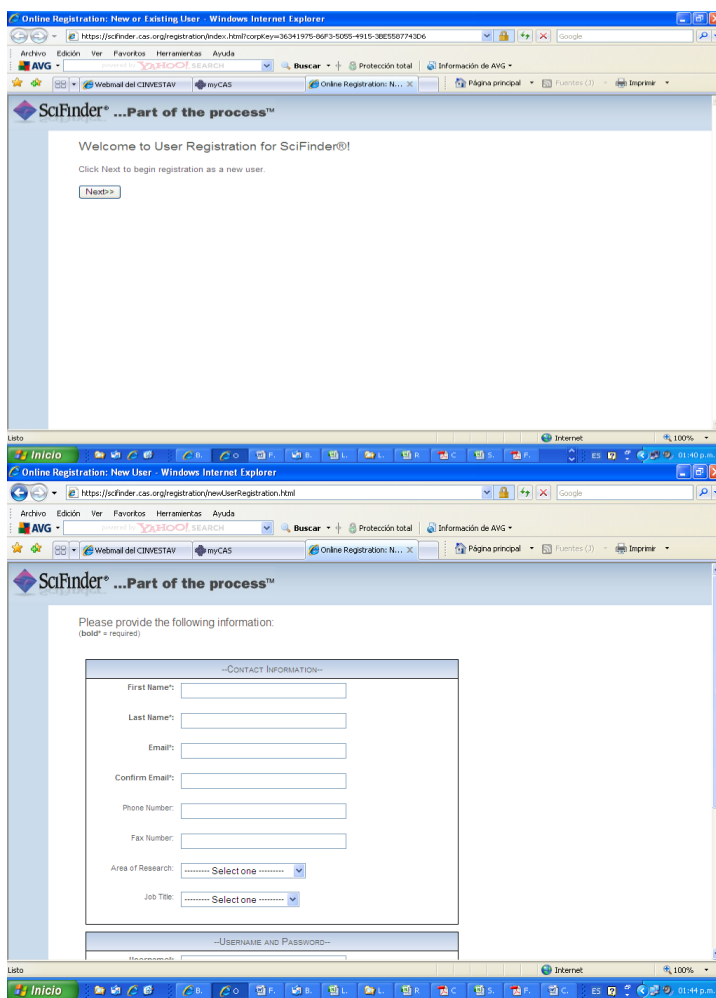 Online Registration: New or Existing User - Windows Internet Explorer
https://scifinder.cas.org/registration/index.html?corpKey=36341975-86F3-5055-4915-3BE5587743D6
Google
Archivo Edición Ver Favoritos Herramientas Ayuda
AVG powered by YAHOO! SEARCH Buscar Protección total Información de AVG
Webmail del CINVESTAV myCAS Online Registration: N... X Página principal Fuentes (J) Imprimir
SciFinder® ...Part of the process™
Welcome to User Registration for SciFinder®!
Click Next to begin registration as a new user.
Next>>
Listo Internet 100%
Inicio B. o F. B. L. L. R C S. F. ES 01:40 p.m.
Online Registration: New User - Windows Internet Explorer
https://scifinder.cas.org/registration/newUserRegistration.html
Google
Archivo Edición Ver Favoritos Herramientas Ayuda
AVG powered by YAHOO! SEARCH Buscar Protección total Información de AVG
Webmail del CINVESTAV myCAS Online Registration: N... X Página principal Fuentes (J) Imprimir
SciFinder® ...Part of the process™
Please provide the following information:
(bold* = required)
--CONTACT INFORMATION--
First Name*:
Last Name*:
Email*:
Confirm Email*:
Phone Number:
Fax Number:
Area of Research: --------- Select one ---------
Job Title: --------- Select one ---------
--USERNAME AND PASSWORD--
Username*:
Listo Internet 100%
Inicio B. o F. B. L. L. R C S. F. C. ES 01:44 p.m.